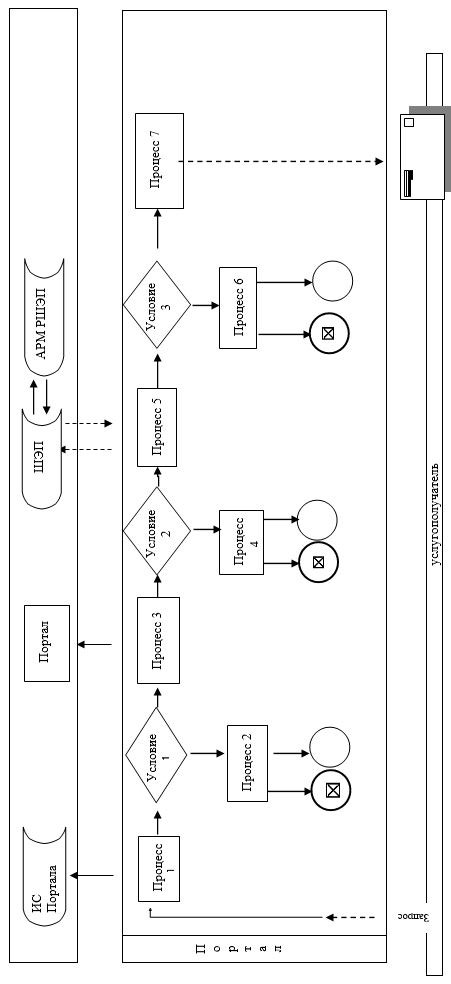 ИС
Портала
Портал
ПЭШ
АРМ РШЭП
Портал
Процесс
1
Условие
1
Процесс 2
Процесс 3
Условие
2
Процесс
4
Процесс 5
Условие
3
Процесс 6
Процесс 7
Запрос
услугополучатель